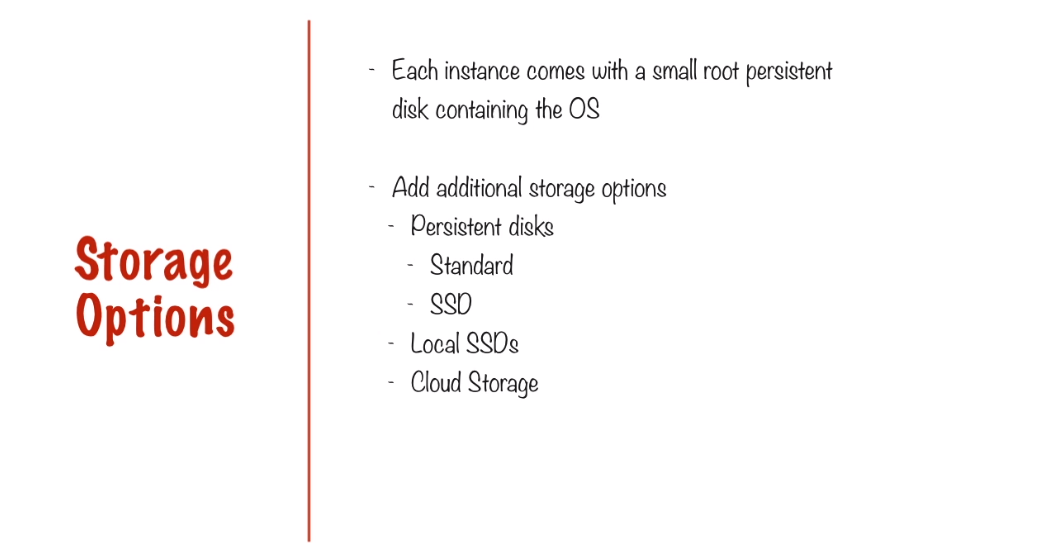 Storage
Options
- Each instance comes with a small root persistent
disk containing the OS
- Add additional storage options
- Persistent disks
- Standard
- SSD
- Local SSDs
- Cloud Storage